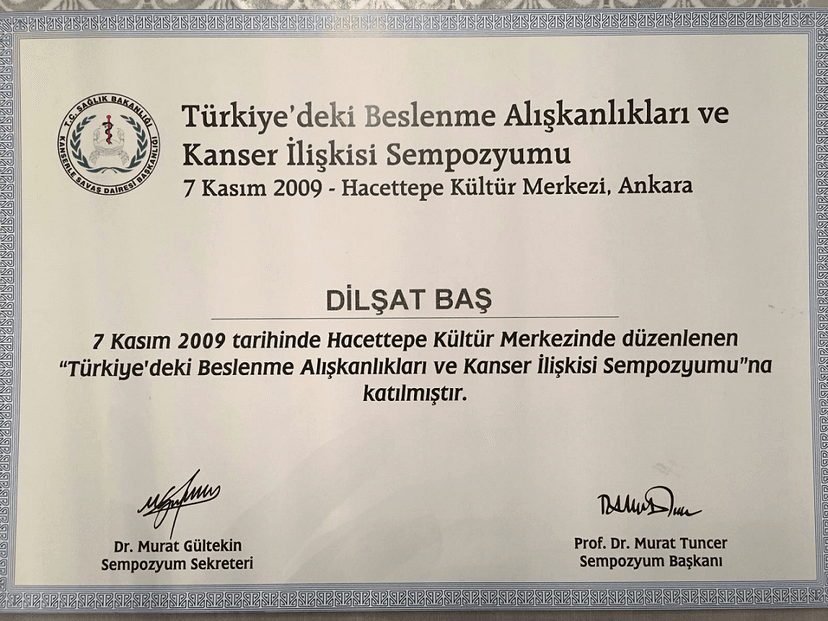 T.C. SAĞLIK BAKANLIĞI
KANSERLE SAVAŞ DAİRESİ BAŞKANLIĞI
Türkiye'deki Beslenme Alışkanlıkları ve
Kanser İlişkisi Sempozyumu
7 Kasım 2009 - Hacettepe Kültür Merkezi, Ankara
DİLŞAT BAŞ
7 Kasım 2009 tarihinde Hacettepe Kültür Merkezinde düzenlenen
“Türkiye'deki Beslenme Alışkanlıkları ve Kanser İlişkisi Sempozyumu”na
katılmıştır.
Dr. Murat Gültekin
Sempozyum Sekreteri
Prof. Dr. Murat Tuncer
Sempozyum Başkanı